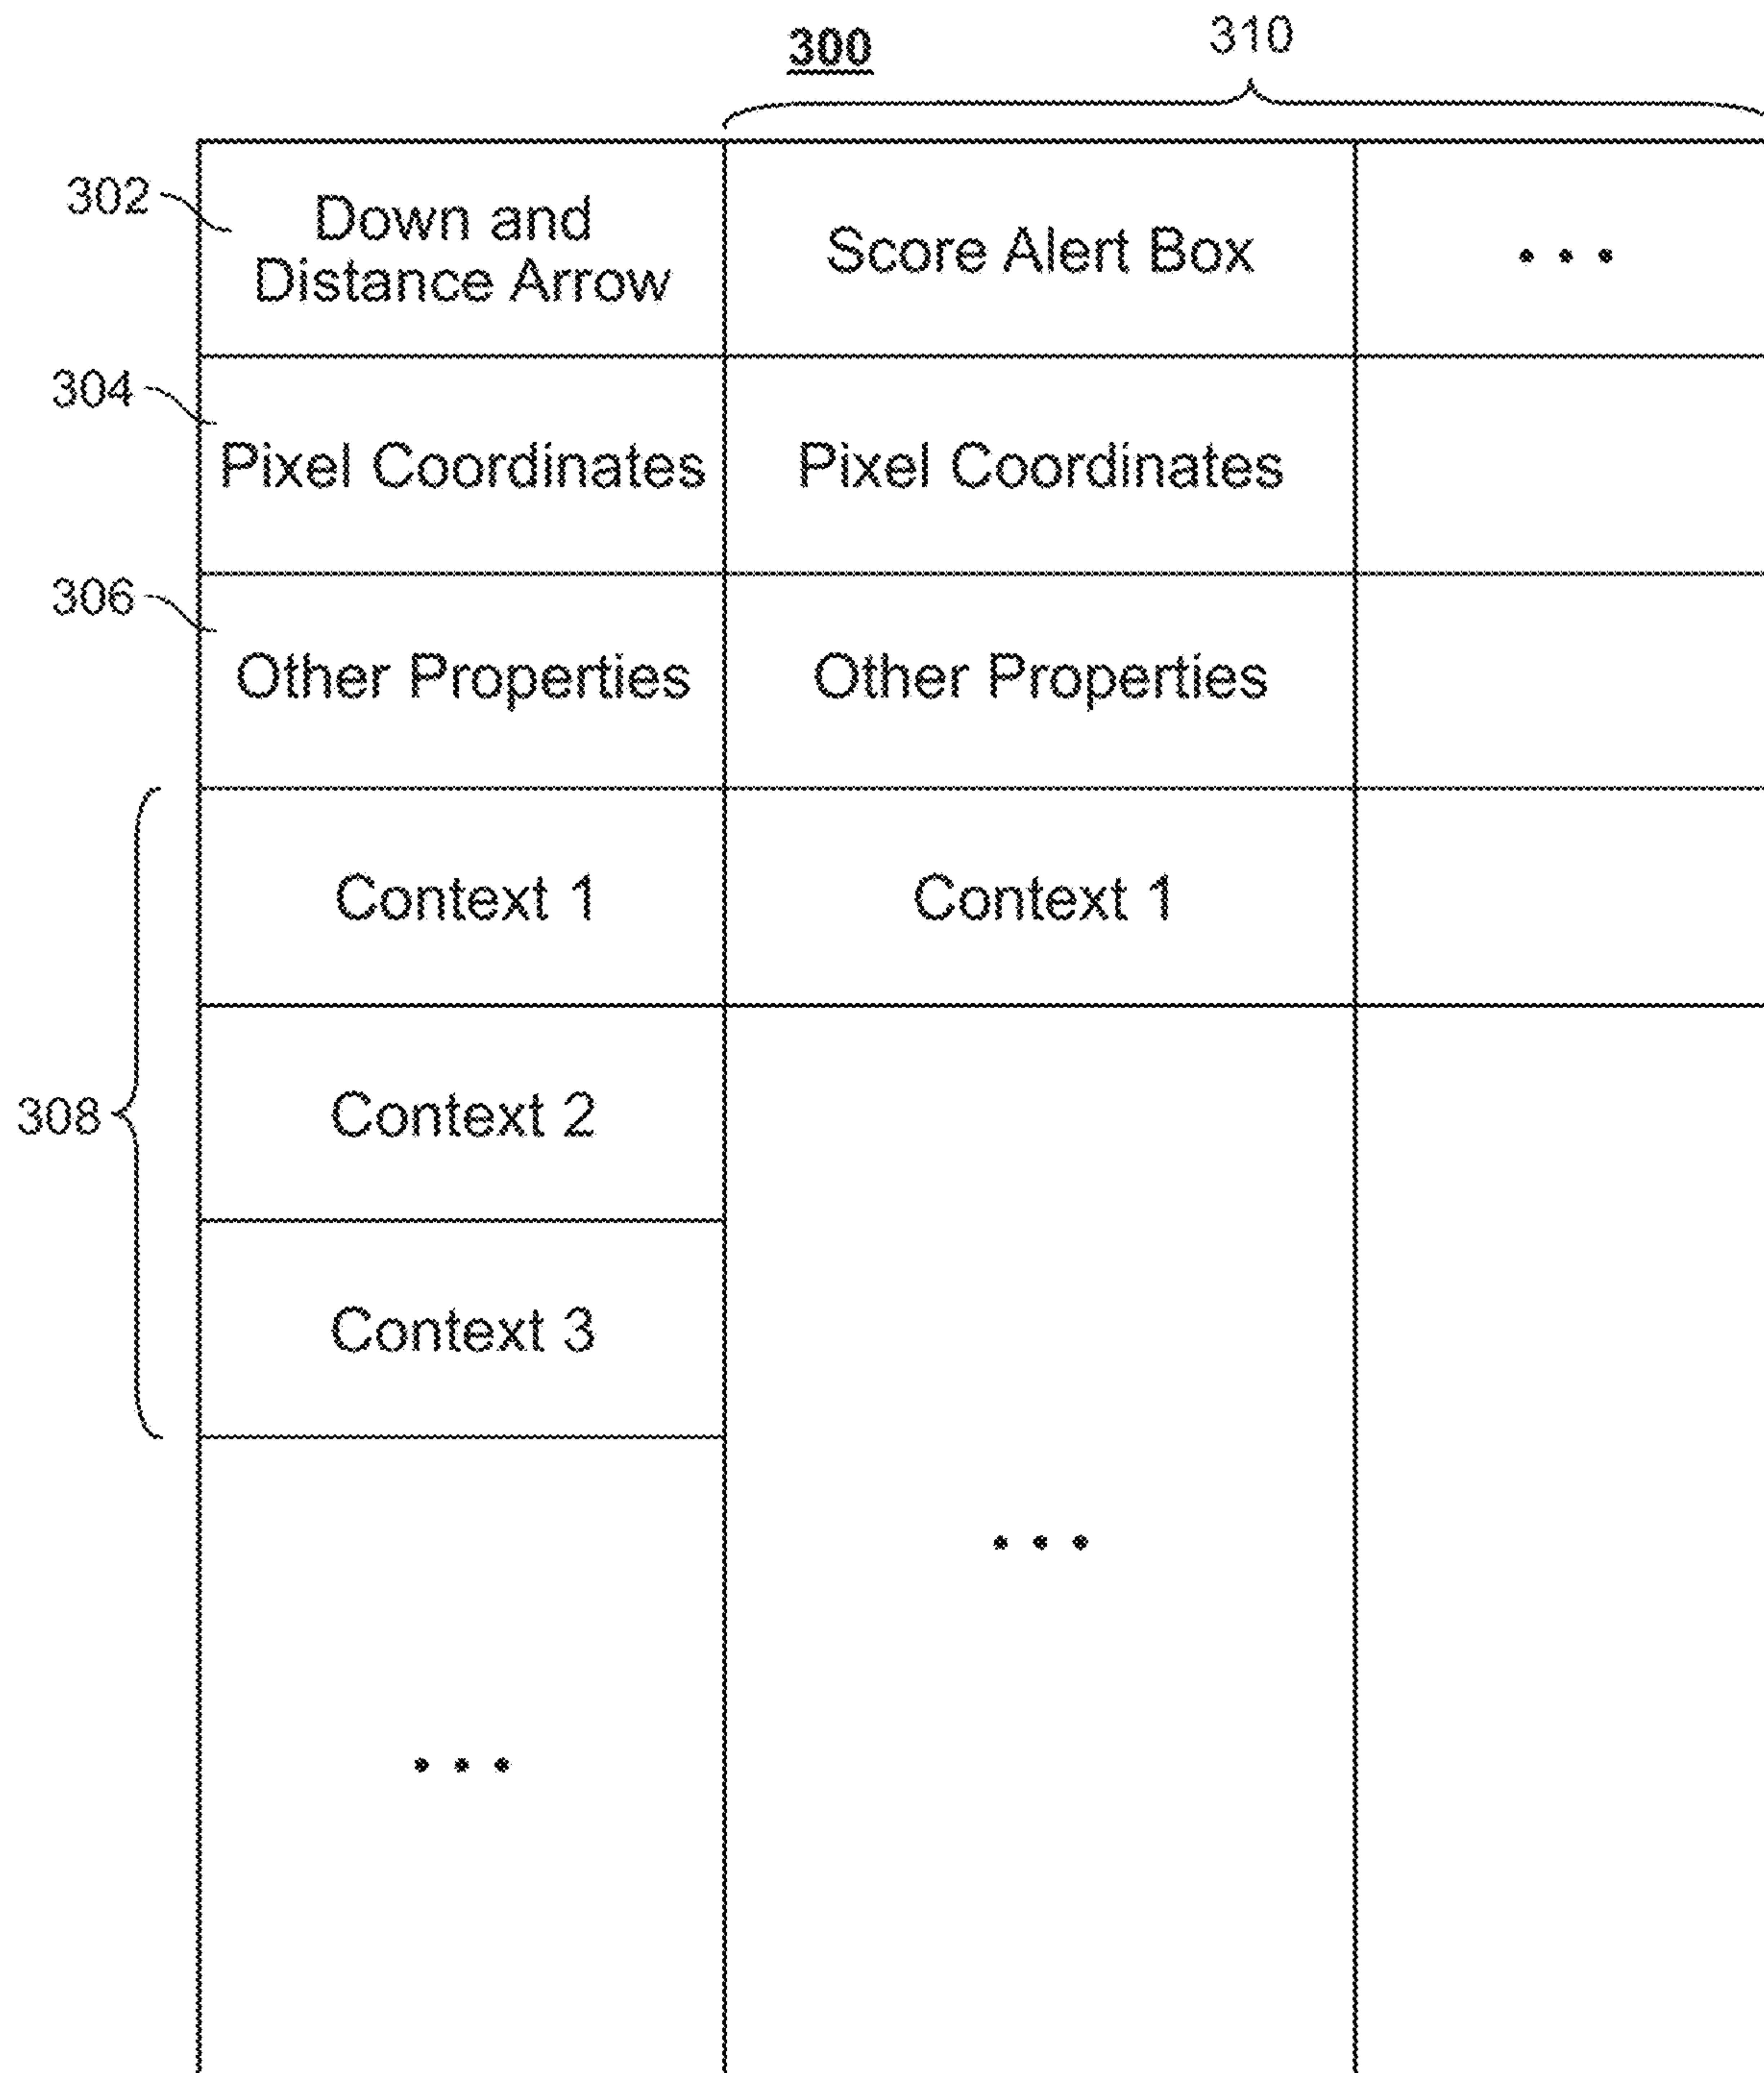 300
310
302
Down and
Distance Arrow
Score Alert Box
...
304
Pixel Coordinates
Pixel Coordinates
306
Other Properties
Other Properties
Context 1
Context 1
308
Context 2
Context 3
...
...